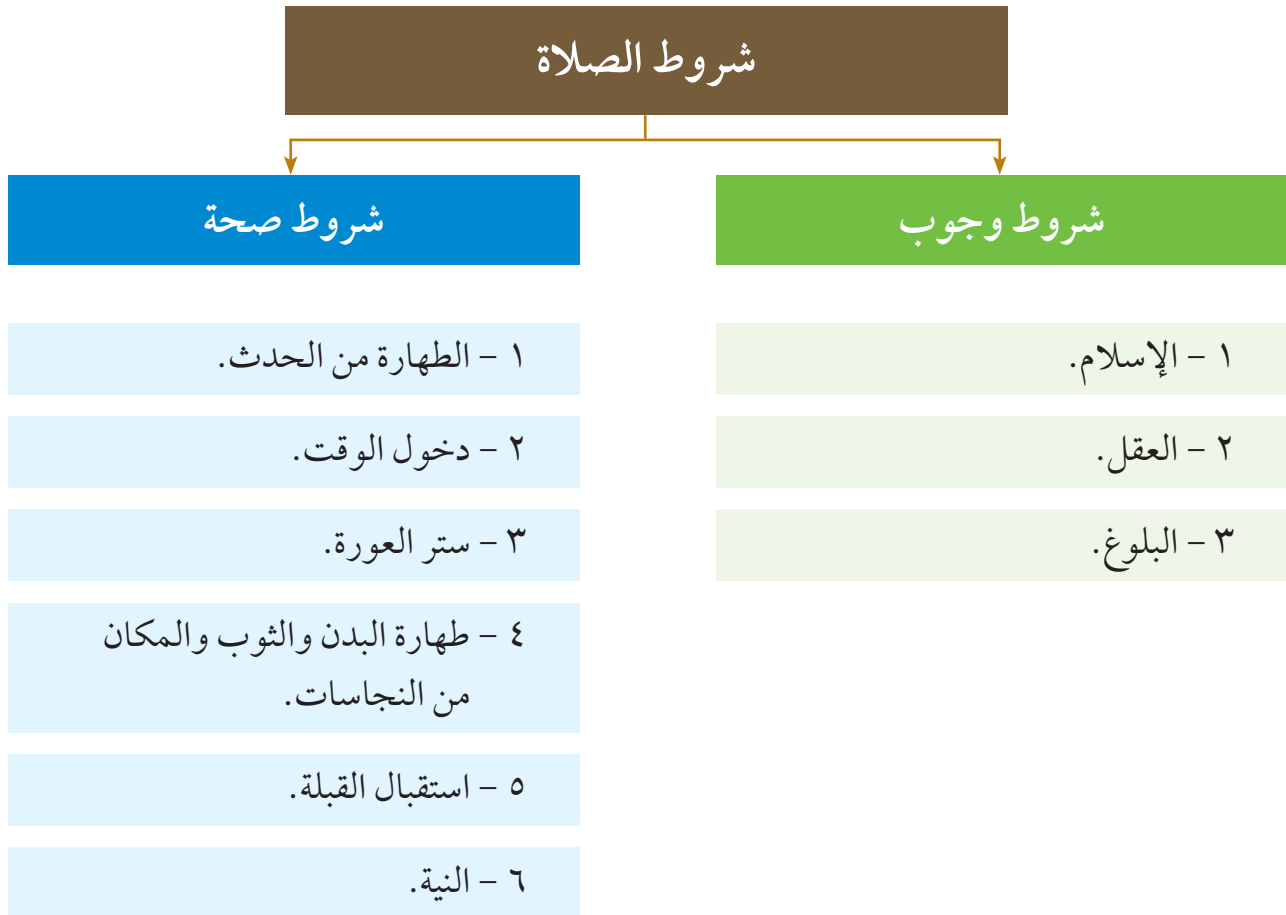 شروط الصلاة
شروط وجوب
١ – الإسلام.
٢ – العقل.
٣ – البلوغ.
شروط صحة
١ – الطهارة من الحدث.
٢ – دخول الوقت.
٣ – ستر العورة.
٤ – طهارة البدن والثوب والمكان
من النجاسات.
٥ – استقبال القبلة.
٦ – النية.